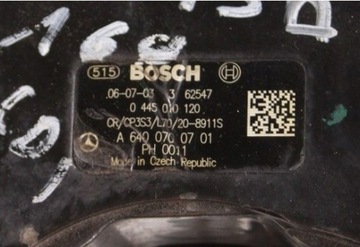 515 BOSCH
06-07-03 3 62547
0 445 010 120
CR/CP3S3/L70/20-8911S
A 640 070 07 01
PH 0011
Made in Czech Republic